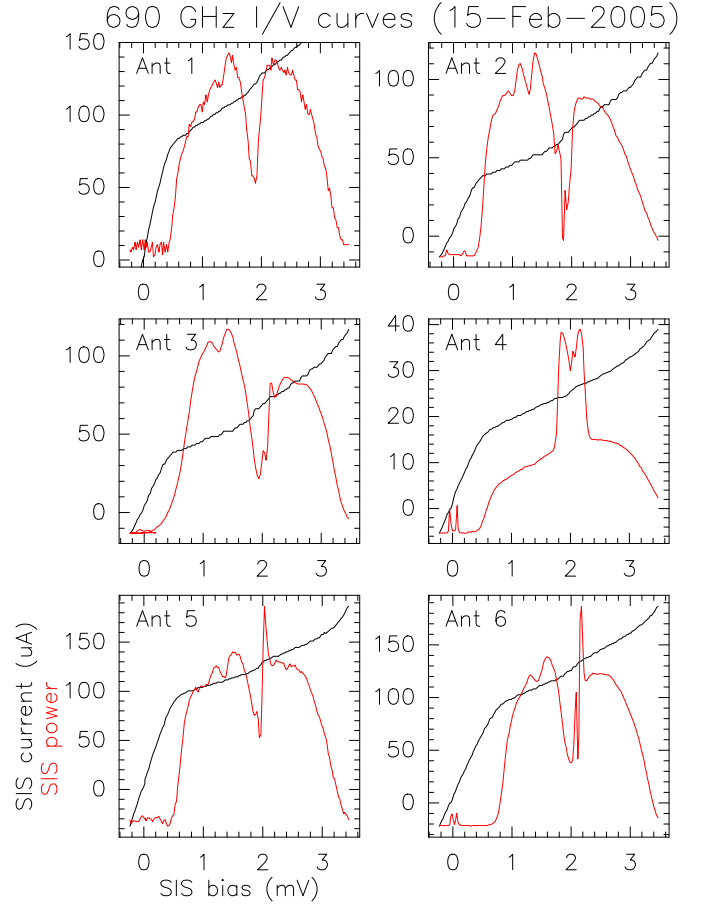 690 GHz I/V curves (15-Feb-2005)
Ant 1
150
100
50
0
0 1 2 3
Ant 2
100
50
0
0 1 2 3
Ant 3
100
50
0
0 1 2 3
Ant 4
40
30
20
10
0
0 1 2 3
Ant 5
150
100
50
0
0 1 2 3
Ant 6
150
100
50
0
0 1 2 3
SIS current (uA)
SIS power
SIS bias (mV)